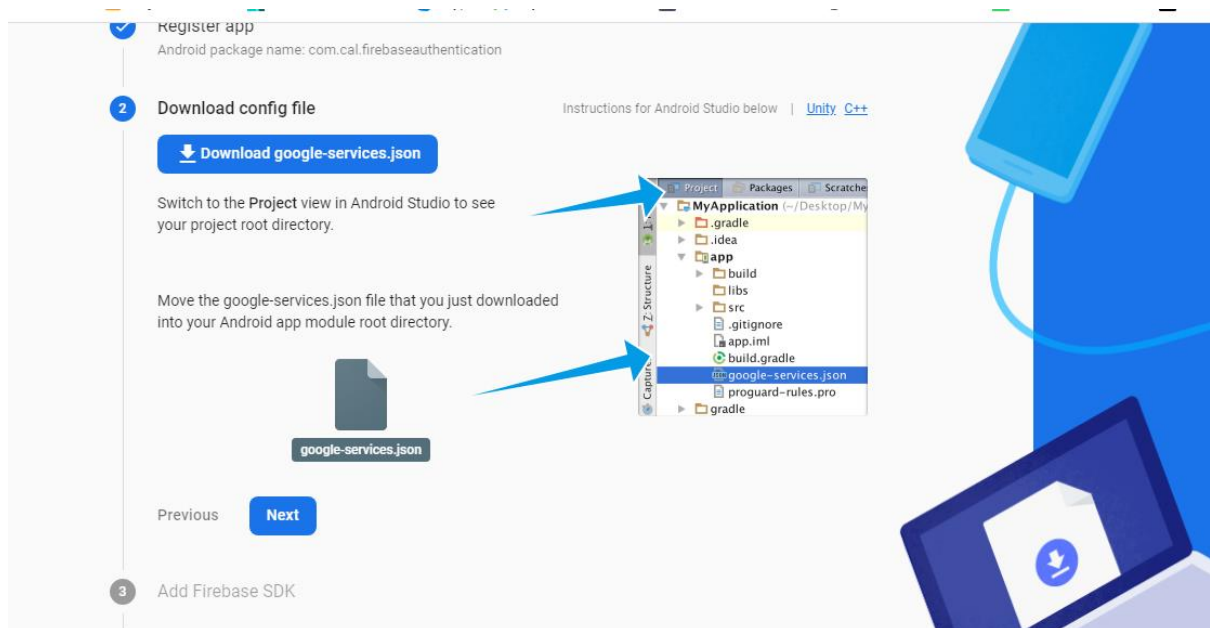 Register app
Android package name: com.cal.firebaseauthentication
2
Download config file
Instructions for Android Studio below | Unity C++
Download google-services.json
Switch to the Project view in Android Studio to see
your project root directory.
Move the google-services.json file that you just downloaded
into your Android app module root directory.
google-services.json
Project Packages Scratche
MyApplication (~/Desktop/My
.gradle
.idea
app
build
libs
src
.gitignore
app.iml
build.gradle
google-services.json
proguard-rules.pro
gradle
Z: Structure
Captures
Previous
Next
3
Add Firebase SDK